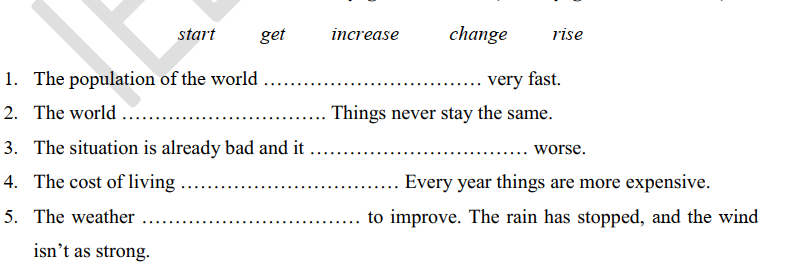 start get increase change rise
1. The population of the world ................................. very fast.
2. The world ............................... Things never stay the same.
3. The situation is already bad and it ................................. worse.
4. The cost of living ................................. Every year things are more expensive.
5. The weather ................................. to improve. The rain has stopped, and the wind
isn’t as strong.